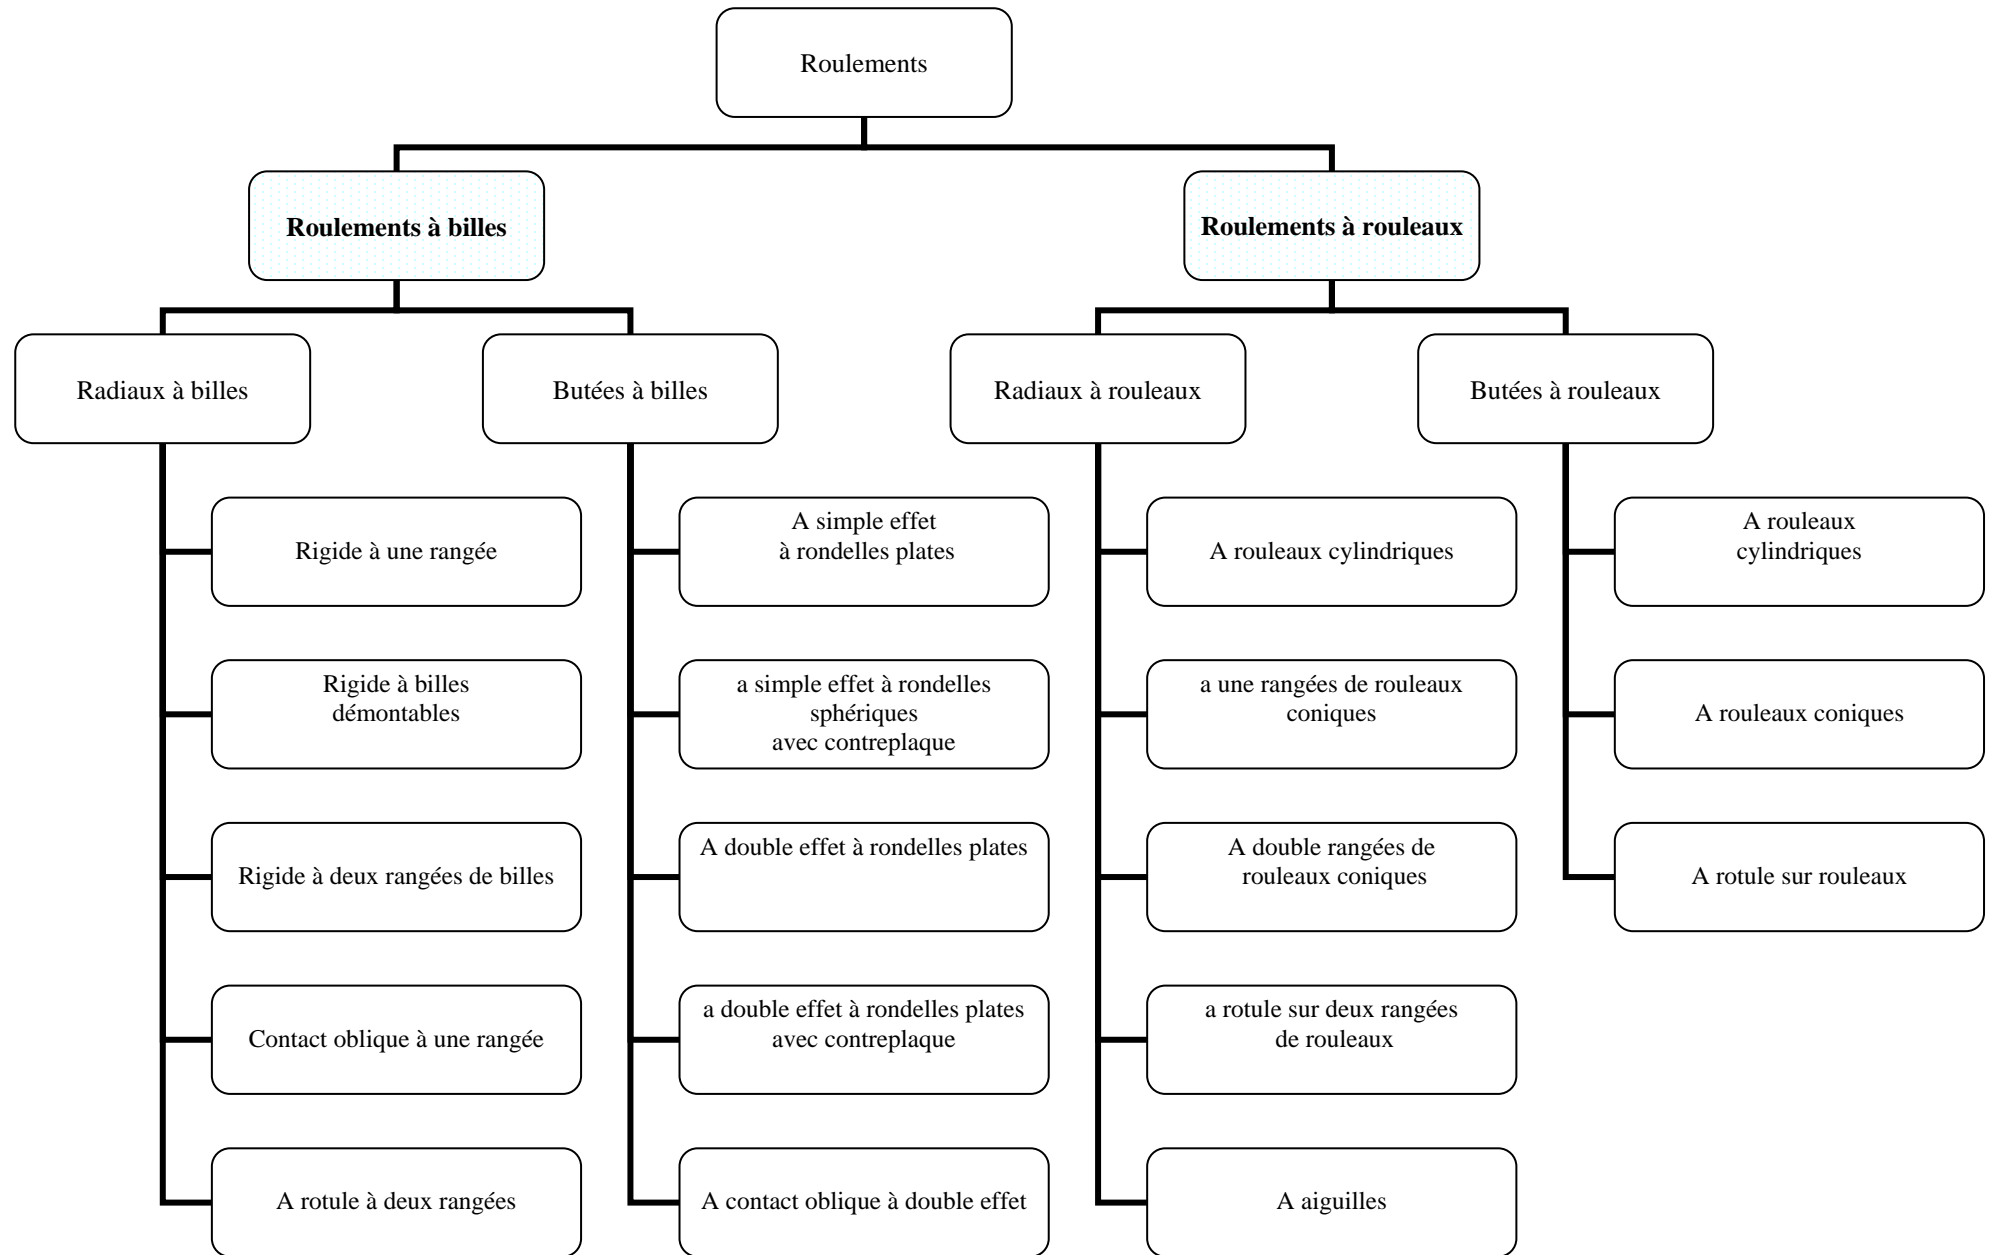 Roulements
Roulements à billes
Roulements à rouleaux
Radiaux à billes
Butées à billes
Radiaux à rouleaux
Butées à rouleaux
Rigide à une rangée
Rigide à billes
démontables
Rigide à deux rangées de billes
Contact oblique à une rangée
A rotule à deux rangées
A simple effet
à rondelles plates
a simple effet à rondelles
sphériques
avec contreplaque
A double effet à rondelles plates
a double effet à rondelles plates
avec contreplaque
A contact oblique à double effet
A rouleaux cylindriques
a une rangées de rouleaux
coniques
A double rangées de
rouleaux coniques
a rotule sur deux rangées
de rouleaux
A aiguilles
A rouleaux
cylindriques
A rouleaux coniques
A rotule sur rouleaux